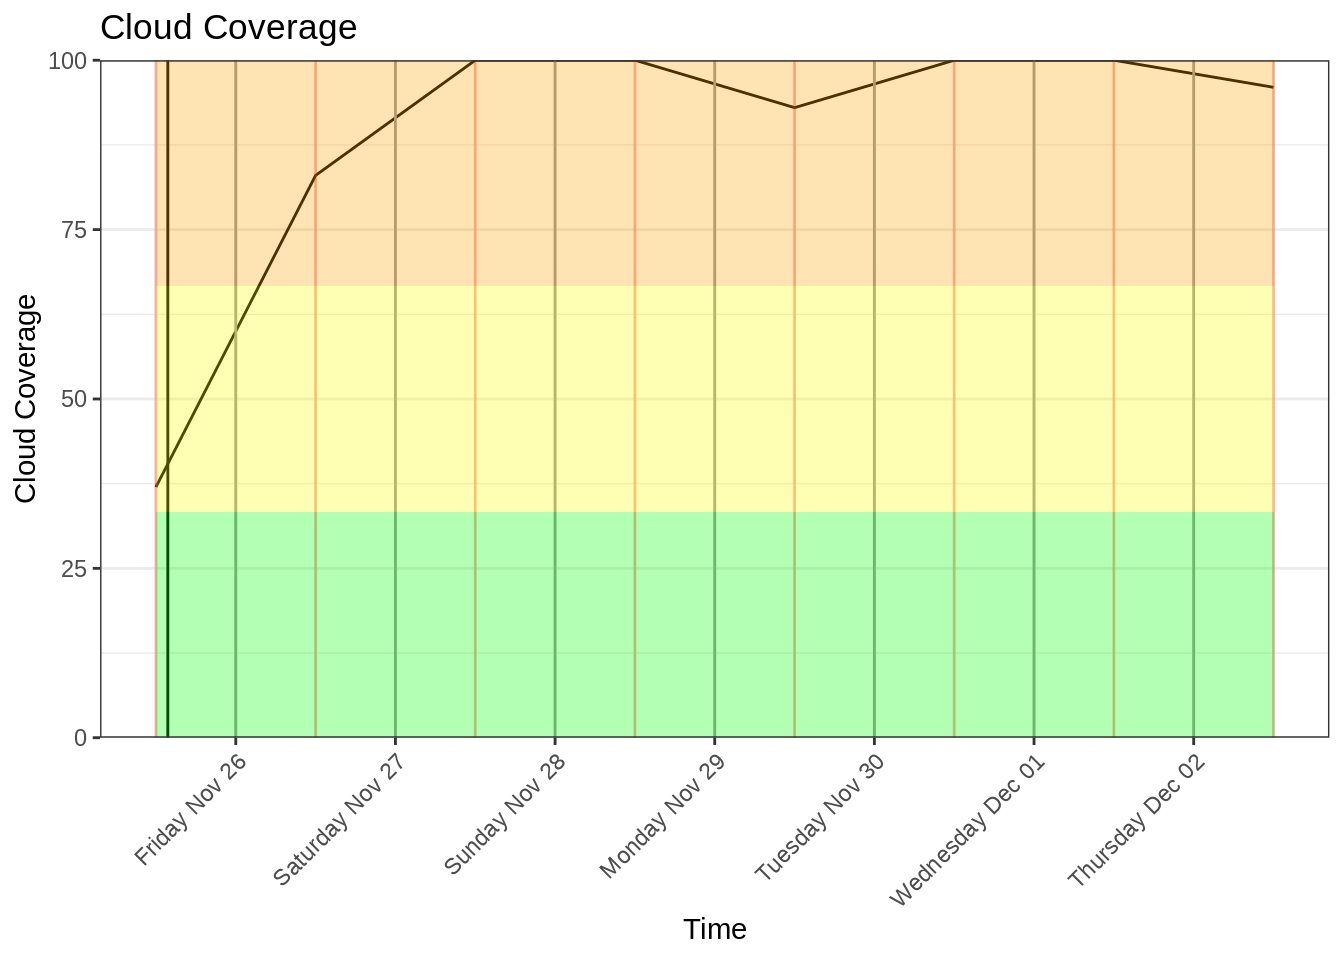 Cloud Coverage
Cloud Coverage
100
75
50
25
0
Friday Nov 26
Saturday Nov 27
Sunday Nov 28
Monday Nov 29
Tuesday Nov 30
Wednesday Dec 01
Thursday Dec 02
Time